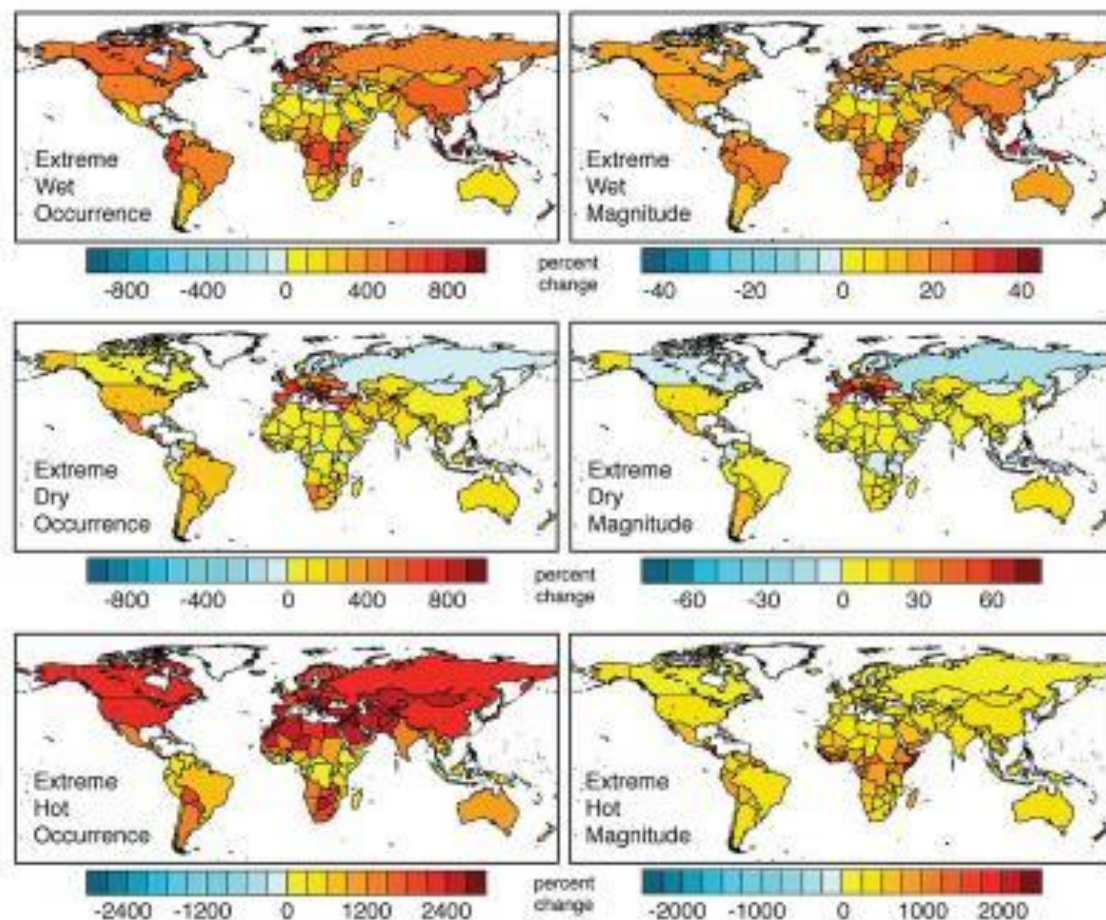 Extreme
Wet
Occurrence
Extreme
Wet
Magnitude
-800 -400 0 400 800
percent
change
-40 -20 0 20 40
Extreme
Dry
Occurrence
Extreme
Dry
Magnitude
-800 -400 0 400 800
percent
change
-60 -30 0 30 60
Extreme
Hot
Occurrence
Extreme
Hot
Magnitude
-2400 -1200 0 1200 2400
percent
change
-2000 -1000 0 1000 2000